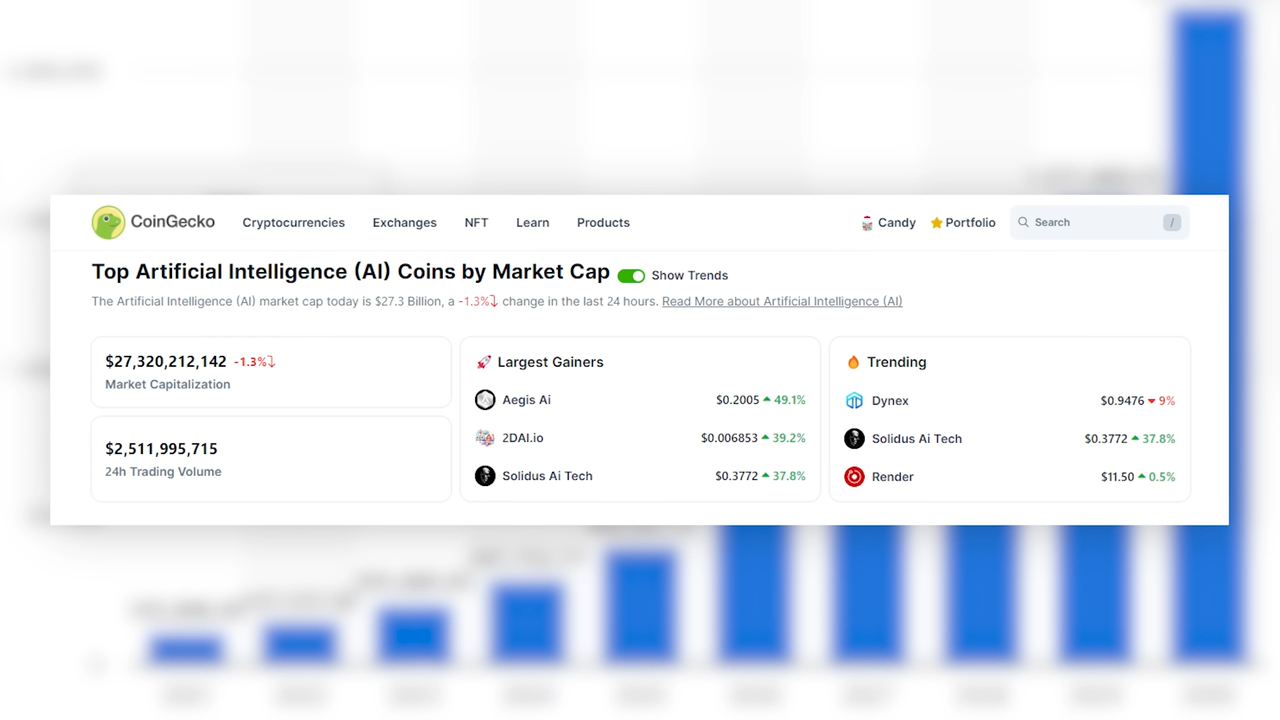 CoinGecko Cryptocurrencies Exchanges NFT Learn Products Candy Portfolio Search /
Top Artificial Intelligence (AI) Coins by Market Cap Show Trends
The Artificial Intelligence (AI) market cap today is $27.3 Billion, a -1.3% change in the last 24 hours. Read More about Artificial Intelligence (AI)
$27,320,212,142 -1.3%
Market Capitalization
$2,511,995,715
24h Trading Volume
Largest Gainers
Aegis Ai $0.2005 49.1%
2DAI.io $0.006853 39.2%
Solidus Ai Tech $0.3772 37.8%
Trending
Dynex $0.9476 9%
Solidus Ai Tech $0.3772 37.8%
Render $11.50 0.5%